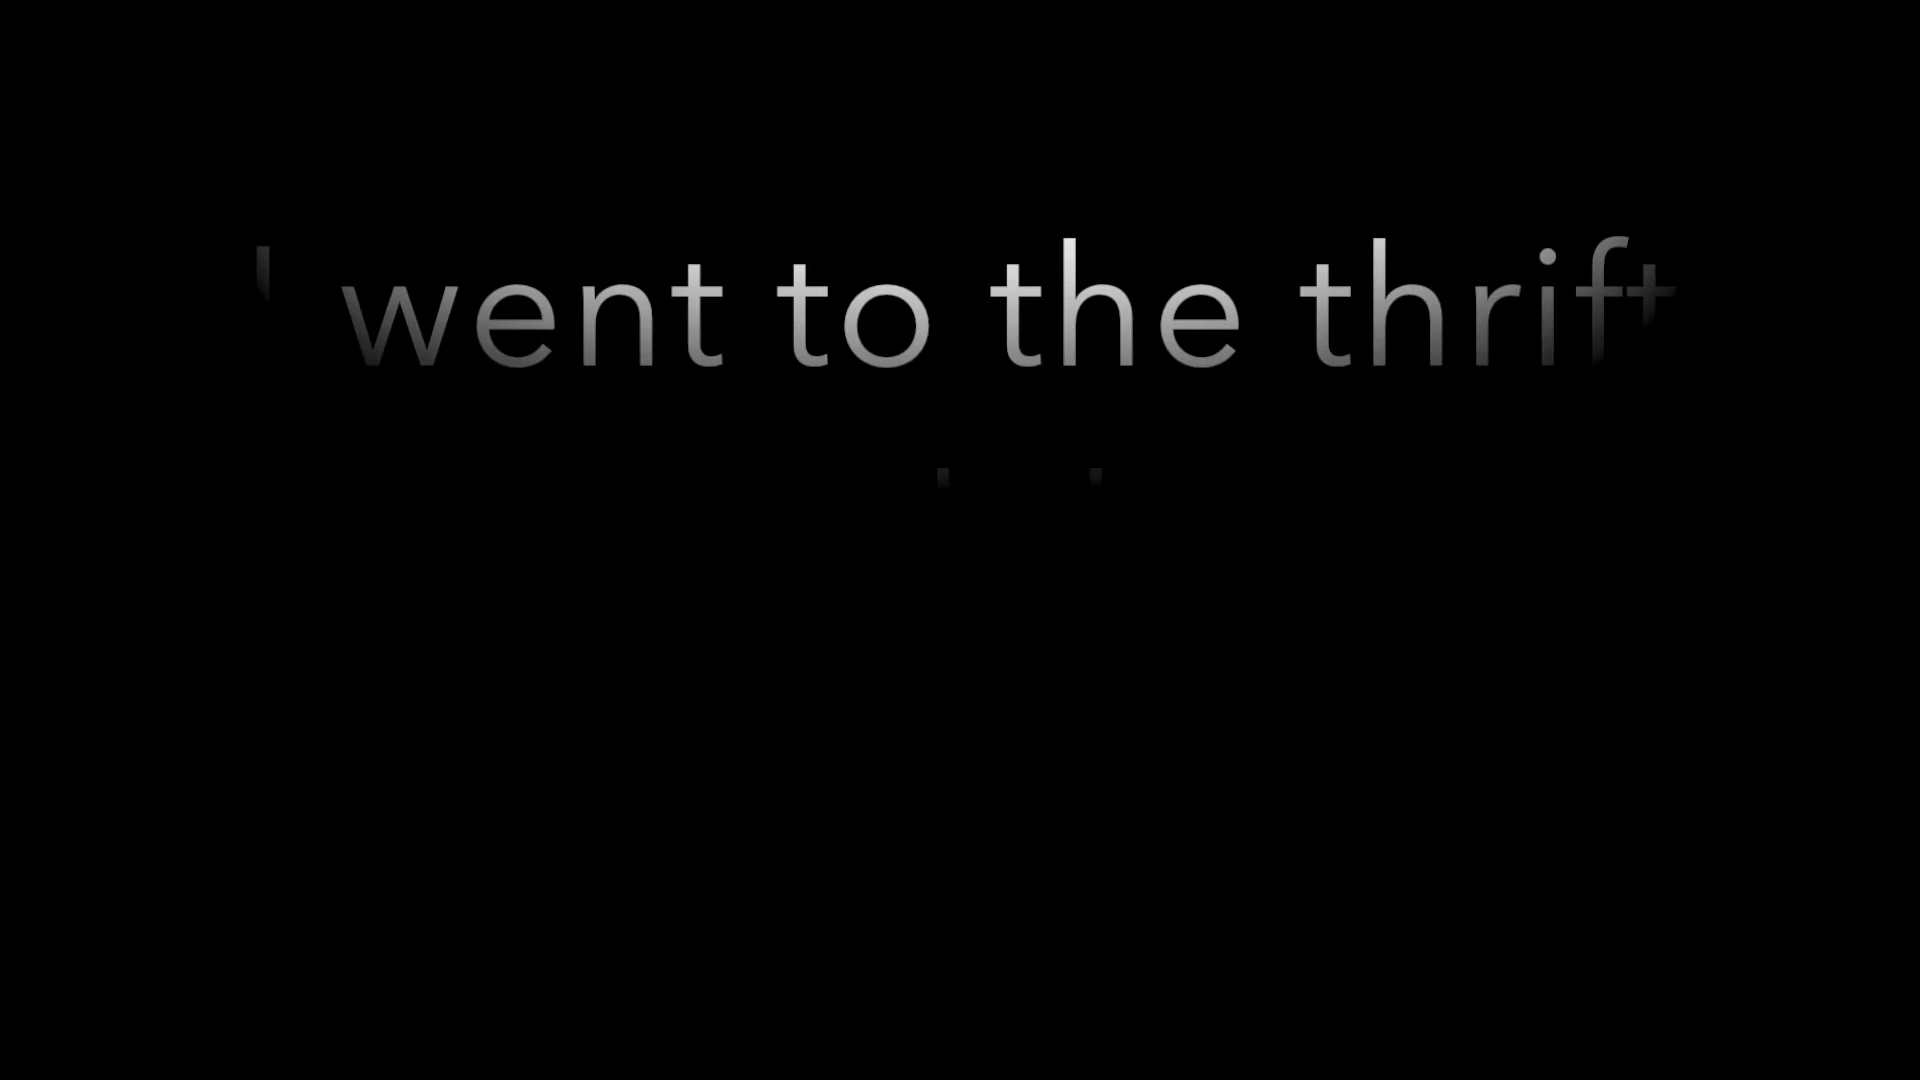 I went to the thrift